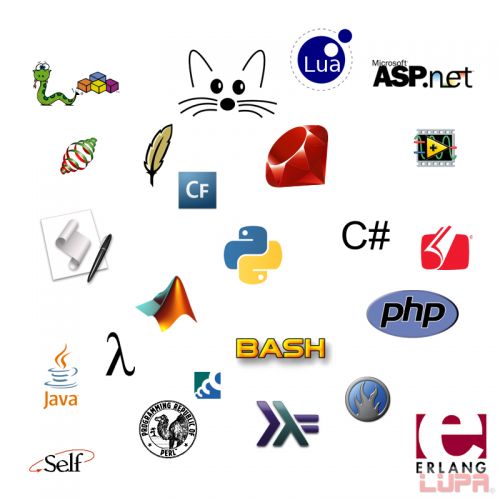 Lua
Microsoft
ASP.net
CF
C#
php
λ
BASH
Java
PROGRAMMING REPUBLIC OF
PERL
Self
e
ERLANG
LUPA